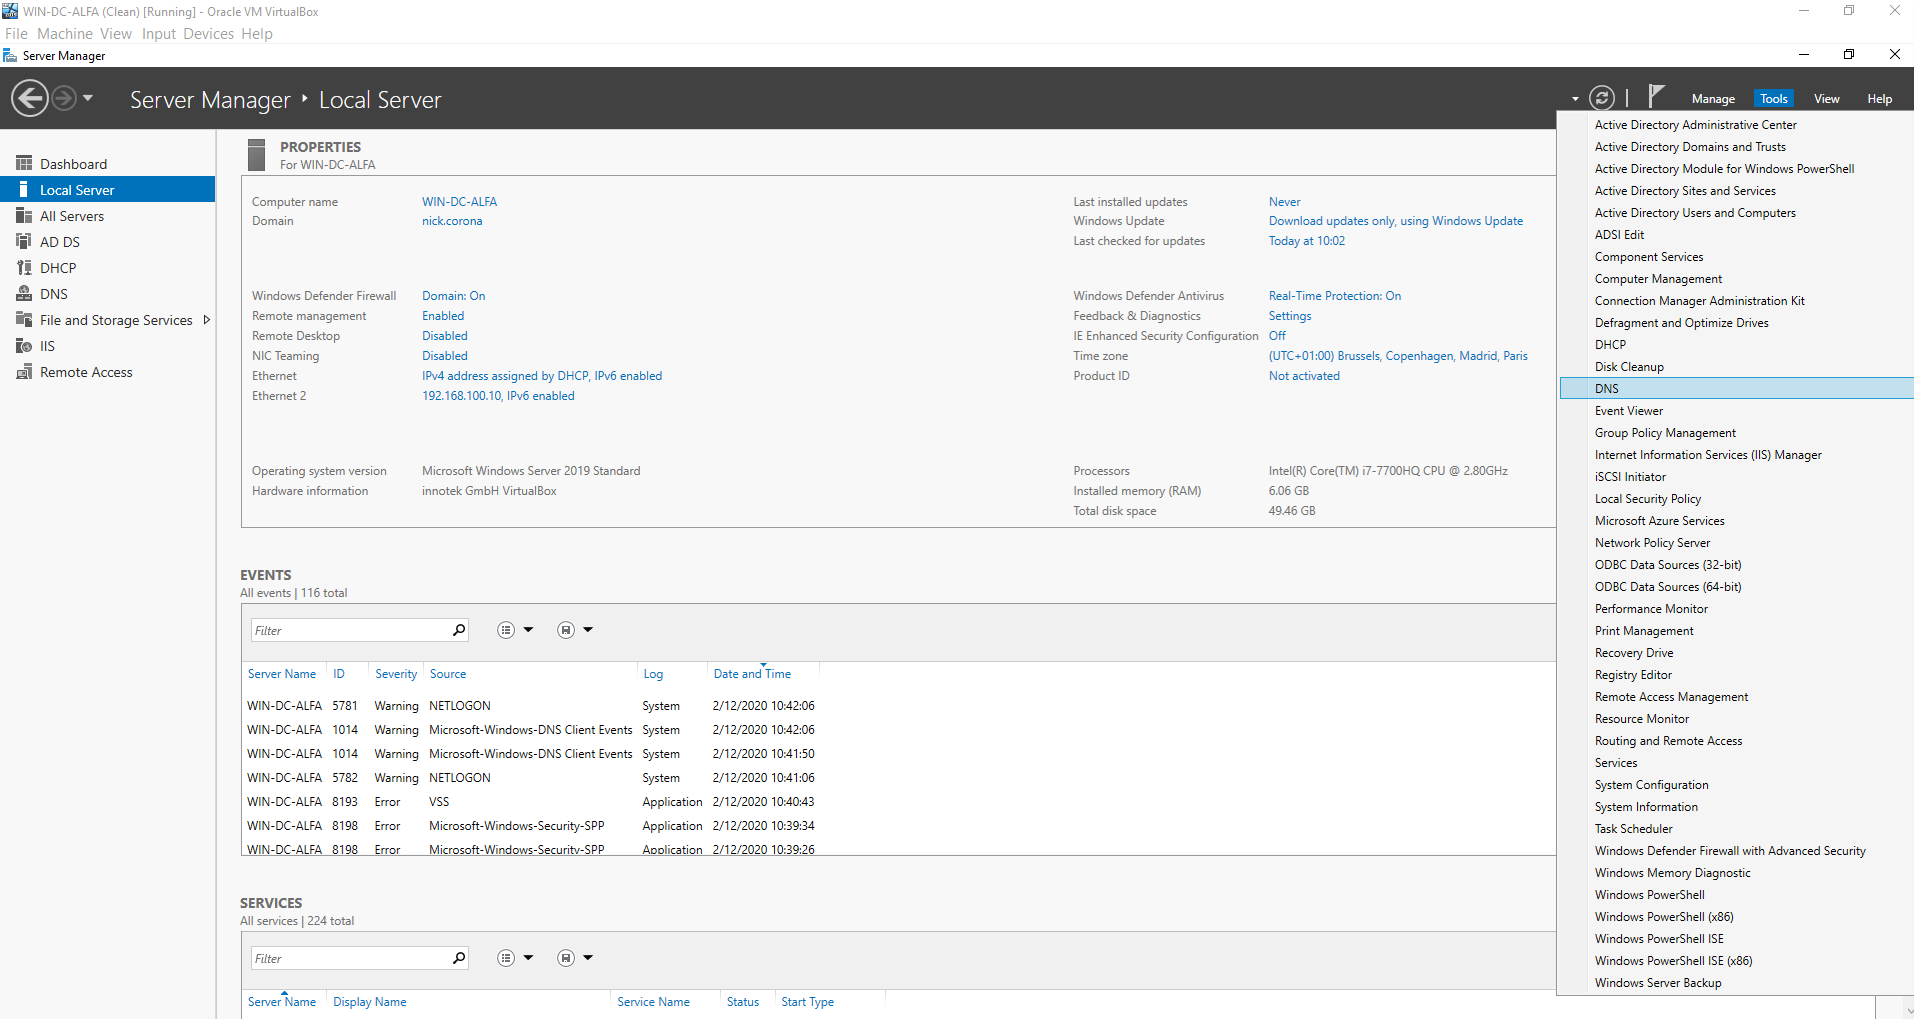 WIN-DC-ALFA (Clean) [Running] - Oracle VM VirtualBox
File Machine View Input Devices Help
Server Manager
Server Manager Local Server
Manage Tools View Help
Dashboard
Local Server
All Servers
AD DS
DHCP
DNS
File and Storage Services
IIS
Remote Access
PROPERTIES
For WIN-DC-ALFA
Computer name WIN-DC-ALFA
Domain nick.corona
Last installed updates Never
Windows Update Download updates only, using Windows Update
Last checked for updates Today at 10:02
Windows Defender Firewall Domain: On
Remote management Enabled
Remote Desktop Disabled
NIC Teaming Disabled
Ethernet IPv4 address assigned by DHCP, IPv6 enabled
Ethernet 2 192.168.100.10, IPv6 enabled
Windows Defender Antivirus Real-Time Protection: On
Feedback & Diagnostics Settings
IE Enhanced Security Configuration Off
Time zone (UTC+01:00) Brussels, Copenhagen, Madrid, Paris
Product ID Not activated
Operating system version Microsoft Windows Server 2019 Standard
Hardware information innotek GmbH VirtualBox
Processors Intel(R) Core(TM) i7-7700HQ CPU @ 2.80GHz
Installed memory (RAM) 6.06 GB
Total disk space 49.46 GB
EVENTS
All events | 116 total
Filter
Server Name ID Severity Source Log Date and Time
WIN-DC-ALFA 5781 Warning NETLOGON System 2/12/2020 10:42:06
WIN-DC-ALFA 1014 Warning Microsoft-Windows-DNS Client Events System 2/12/2020 10:42:06
WIN-DC-ALFA 1014 Warning Microsoft-Windows-DNS Client Events System 2/12/2020 10:41:50
WIN-DC-ALFA 5782 Warning NETLOGON System 2/12/2020 10:41:06
WIN-DC-ALFA 8193 Error VSS Application 2/12/2020 10:40:43
WIN-DC-ALFA 8198 Error Microsoft-Windows-Security-SPP Application 2/12/2020 10:39:34
WIN-DC-ALFA 8198 Error Microsoft-Windows-Security-SPP Application 2/12/2020 10:39:26
SERVICES
All services | 224 total
Filter
Server Name Display Name Service Name Status Start Type
Active Directory Administrative Center
Active Directory Domains and Trusts
Active Directory Module for Windows PowerShell
Active Directory Sites and Services
Active Directory Users and Computers
ADSI Edit
Component Services
Computer Management
Connection Manager Administration Kit
Defragment and Optimize Drives
DHCP
Disk Cleanup
DNS
Event Viewer
Group Policy Management
Internet Information Services (IIS) Manager
iSCSI Initiator
Local Security Policy
Microsoft Azure Services
Network Policy Server
ODBC Data Sources (32-bit)
ODBC Data Sources (64-bit)
Performance Monitor
Print Management
Recovery Drive
Registry Editor
Remote Access Management
Resource Monitor
Routing and Remote Access
Services
System Configuration
System Information
Task Scheduler
Windows Defender Firewall with Advanced Security
Windows Memory Diagnostic
Windows PowerShell
Windows PowerShell (x86)
Windows PowerShell ISE
Windows PowerShell ISE (x86)
Windows Server Backup